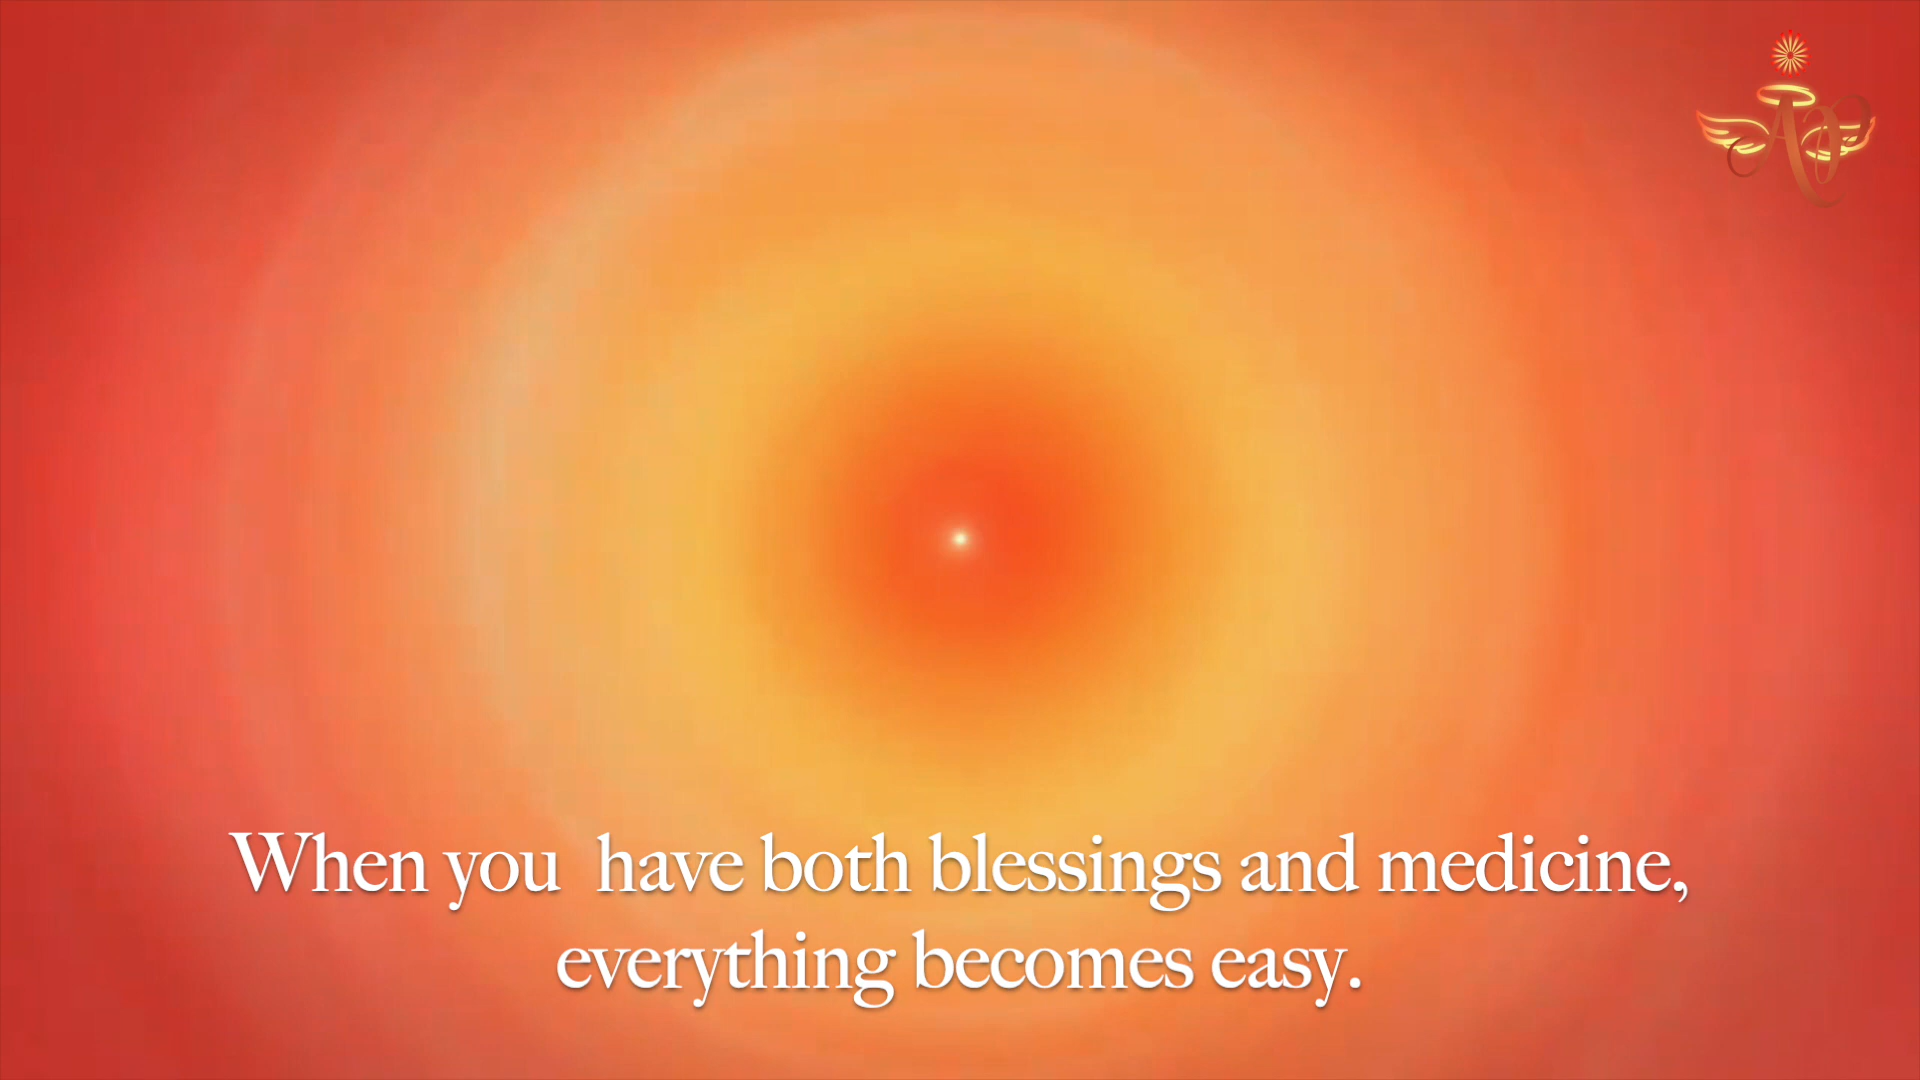 When you  have both blessings and medicine,
everything becomes easy.